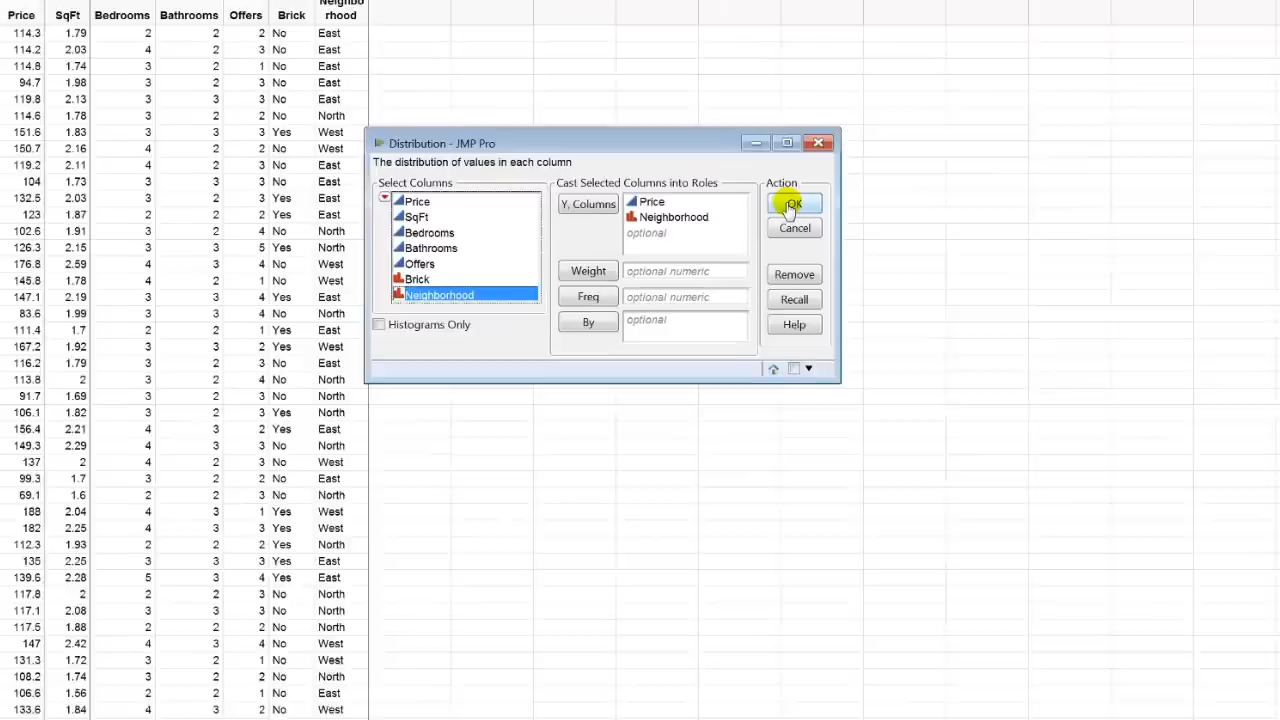 Price SqFt Bedrooms Bathrooms Offers Brick Neighbo
rhood
114.3 1.79 2 2 2 No East
114.2 2.03 4 2 3 No East
114.8 1.74 3 2 1 No East
94.7 1.98 3 2 3 No East
119.8 2.13 3 3 3 No East
114.6 1.78 3 2 2 No North
151.6 1.83 3 3 3 Yes West
150.7 2.16 4 2 2 No West
119.2 2.11 4 2 3 No East
104 1.73 3 3 3 No East
132.5 2.03 3 2 3 Yes East
123 1.87 2 2 2 Yes East
102.6 1.91 3 2 4 No North
126.3 2.15 3 3 5 Yes North
176.8 2.59 4 3 4 No West
145.8 1.78 4 2 1 No West
147.1 2.19 3 3 4 Yes East
83.6 1.99 3 3 4 No North
111.4 1.7 2 2 1 Yes East
167.2 1.92 3 3 2 Yes West
116.2 1.79 3 2 3 No East
113.8 2 3 2 4 No North
91.7 1.69 3 2 3 No North
106.1 1.82 3 2 3 Yes North
156.4 2.21 4 3 2 Yes East
149.3 2.29 4 3 3 No North
137 2 4 2 3 No West
99.3 1.7 3 2 2 No East
69.1 1.6 2 2 3 No North
188 2.04 4 3 1 Yes West
182 2.25 4 3 3 Yes West
112.3 1.93 2 2 2 Yes North
135 2.25 3 3 3 Yes East
139.6 2.28 5 3 4 Yes East
117.8 2 2 2 3 No North
117.1 2.08 3 3 3 No North
117.5 1.88 2 2 2 No North
147 2.42 4 3 4 No West
131.3 1.72 3 2 1 No West
108.2 1.74 3 2 2 No North
106.6 1.56 2 2 1 No East
133.6 1.84 4 3 2 No West
Distribution - JMP Pro
The distribution of values in each column
Select Columns
Price
SqFt
Bedrooms
Bathrooms
Offers
Brick
Neighborhood
Histograms Only
Cast Selected Columns into Roles
Y, Columns
Price
Neighborhood
optional
Weight optional numeric
Freq optional numeric
By optional
Action
OK
Cancel
Remove
Recall
Help